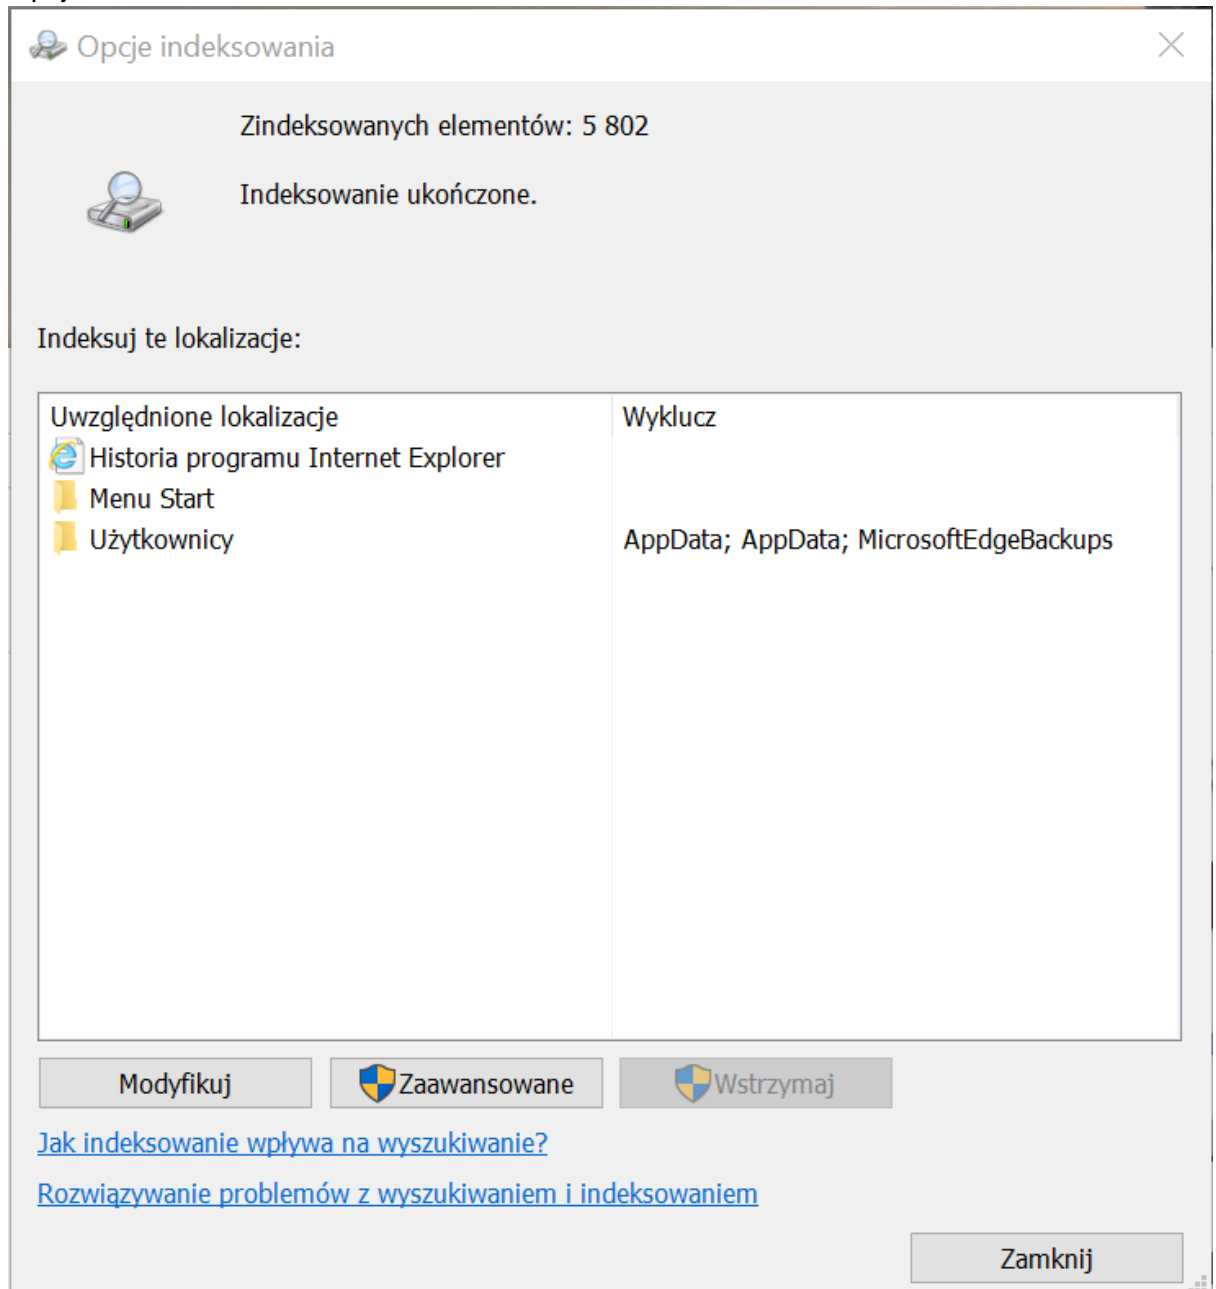 Opcje indeksowania
Zindeksowanych elementów: 5 802
Indeksowanie ukończone.
Indeksuj te lokalizacje:
Uwzględnione lokalizacje Wyklucz
Historia programu Internet Explorer
Menu Start
Użytkownicy AppData; AppData; MicrosoftEdgeBackups
Modyfikuj Zaawansowane Wstrzymaj
Jak indeksowanie wpływa na wyszukiwanie?
Rozwiązywanie problemów z wyszukiwaniem i indeksowaniem
Zamknij